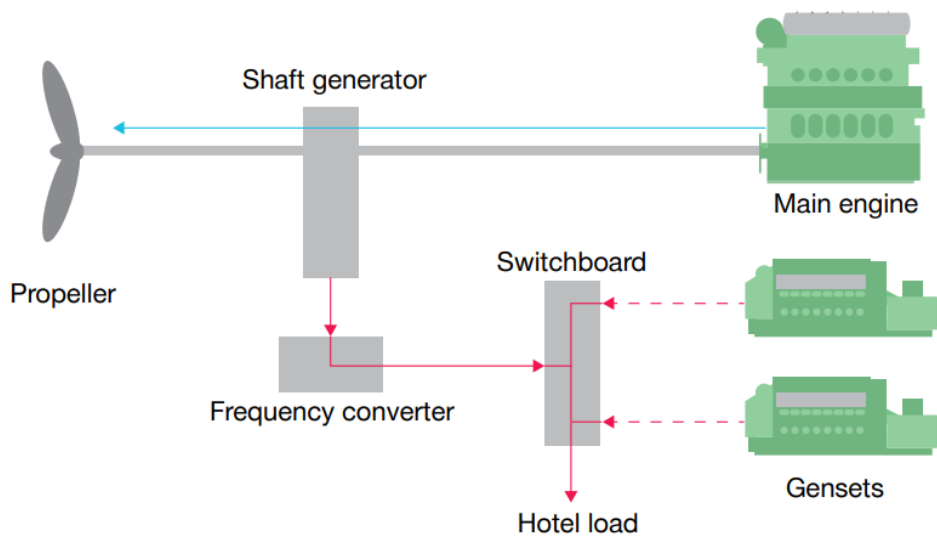 Shaft generator
Main engine
Switchboard
Propeller
Frequency converter
Gensets
Hotel load